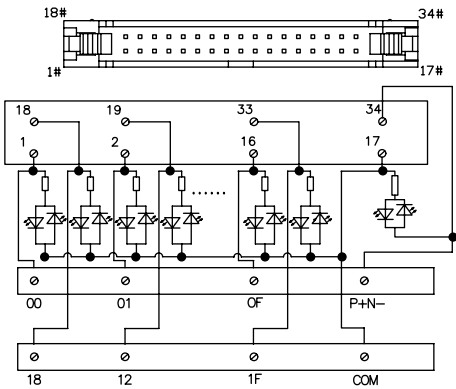 18# 34#
1# 17#
18 19 33 34
1 2 16 17
......
00 01 0F P+N-
18 12 1F COM